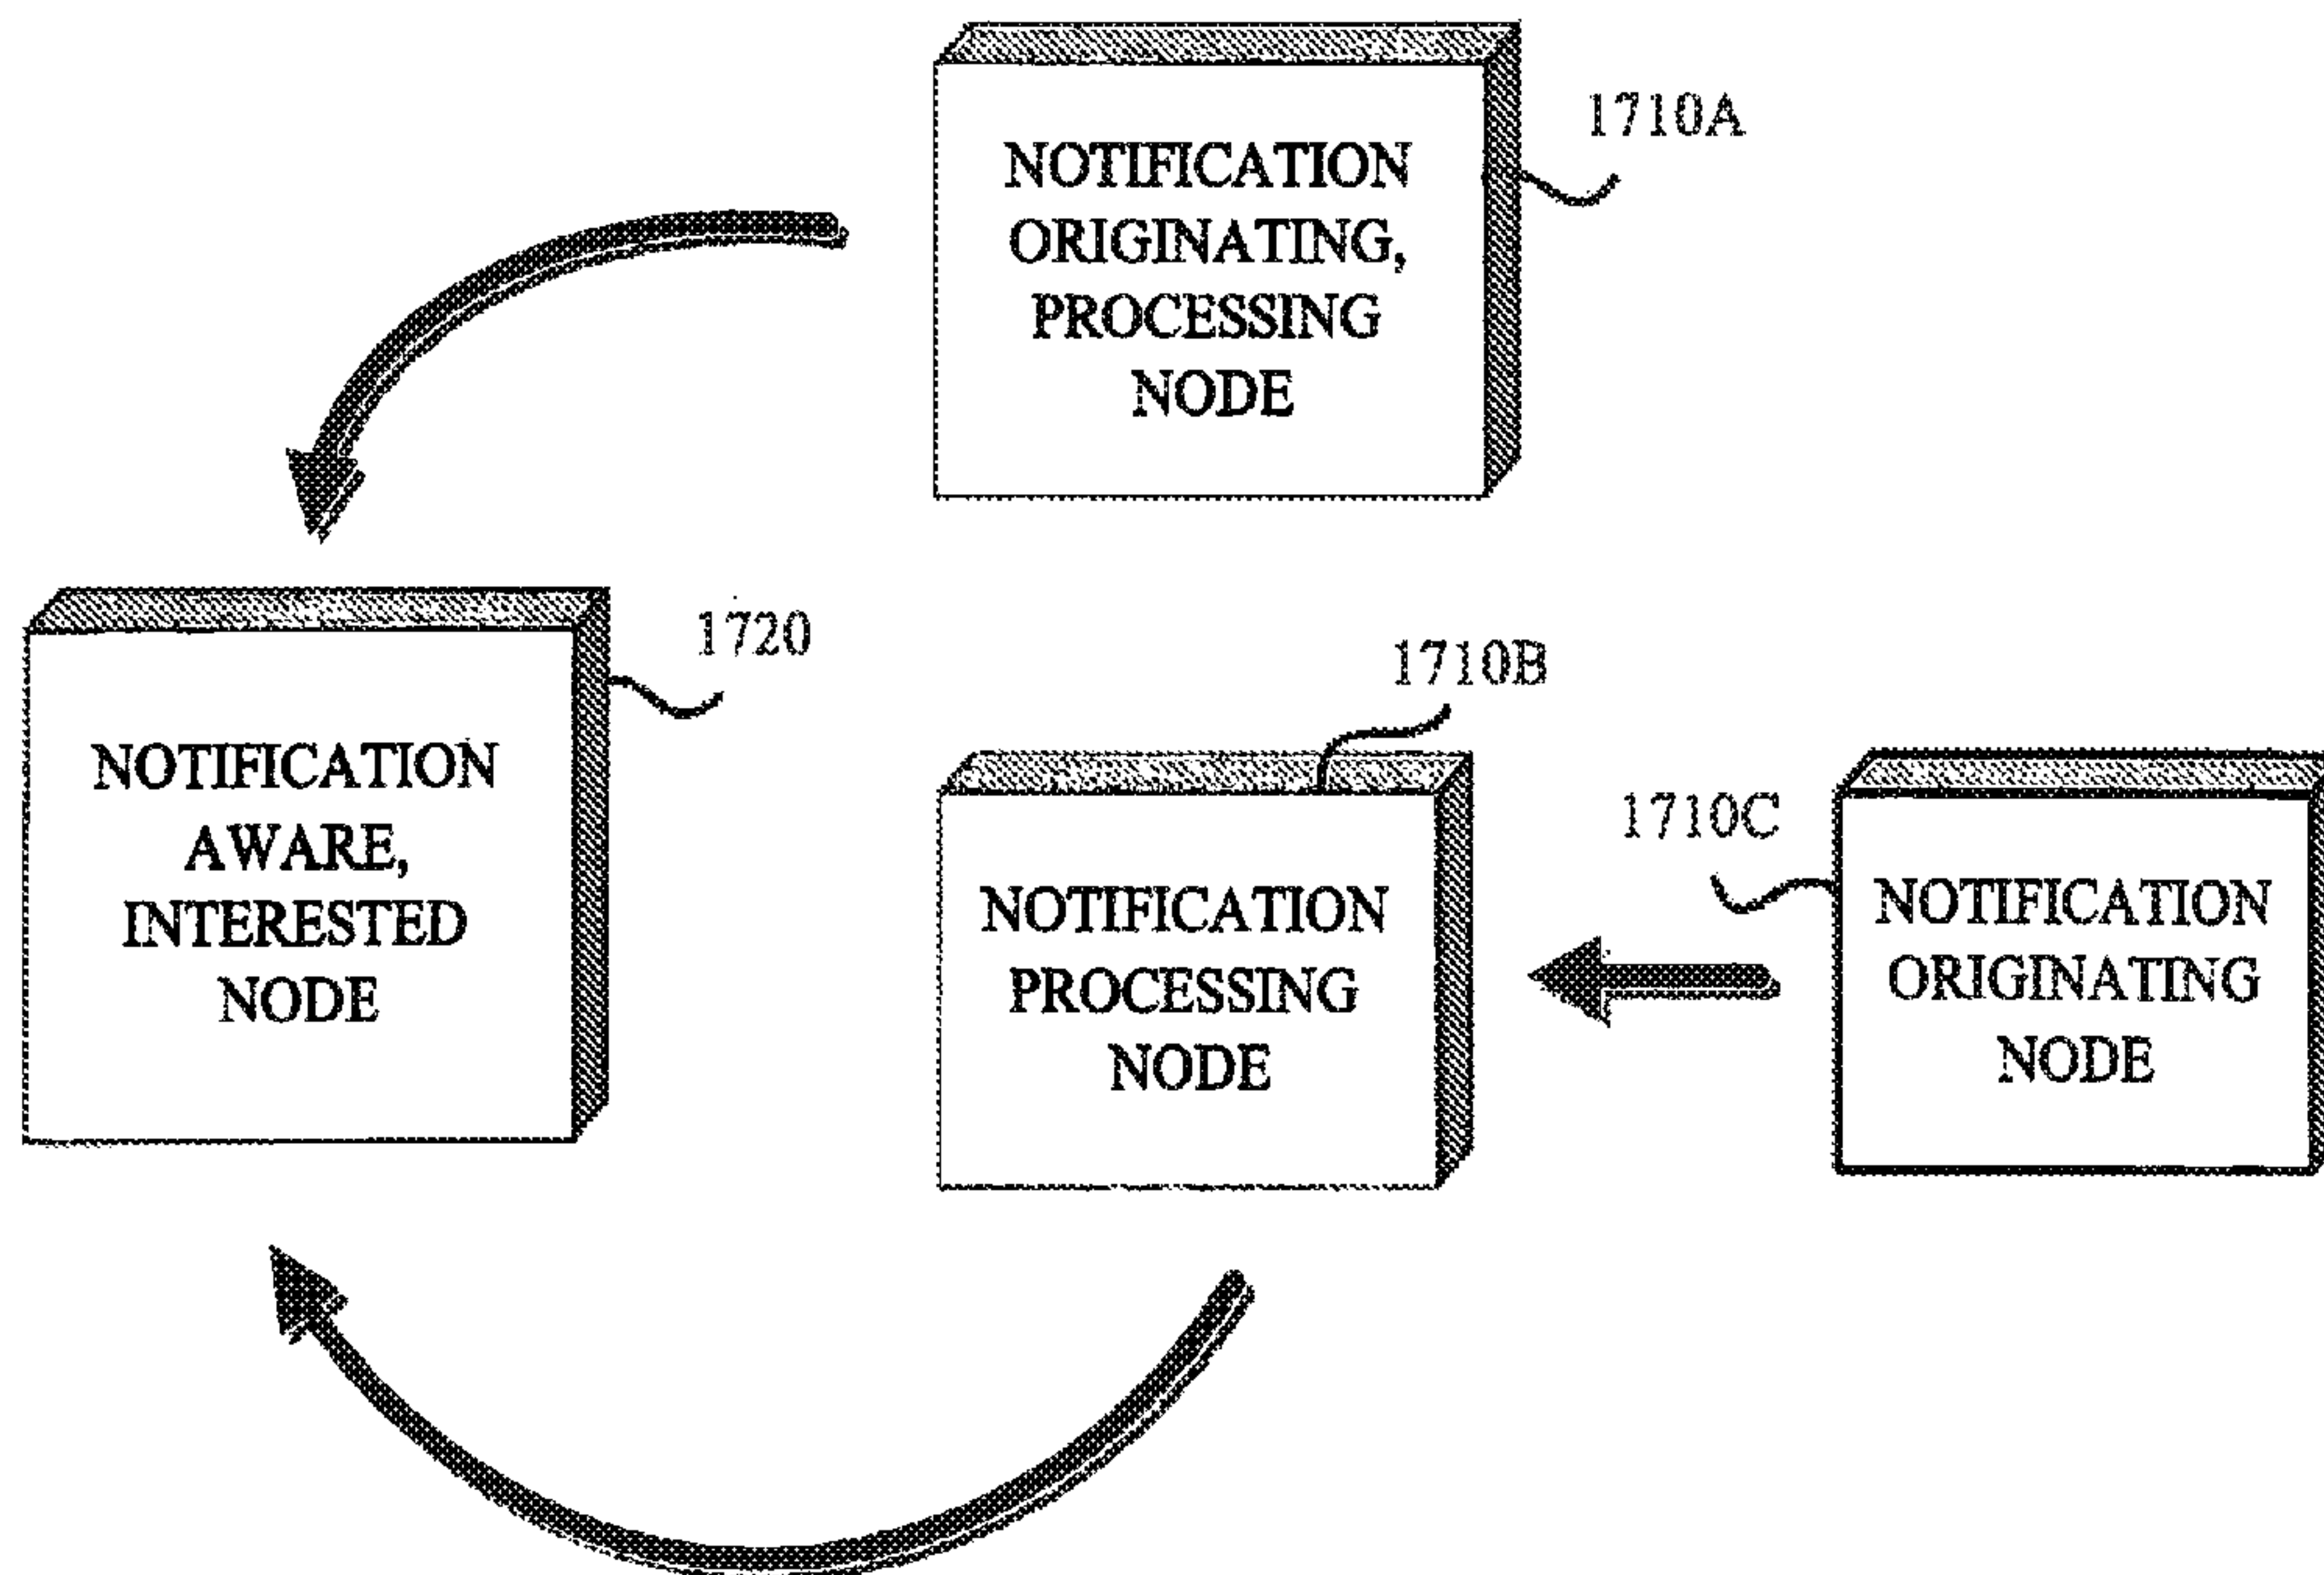 1710A
NOTIFICATION
ORIGINATING,
PROCESSING
NODE
1720
NOTIFICATION
AWARE,
INTERESTED
NODE
1710B
NOTIFICATION
PROCESSING
NODE
1710C
NOTIFICATION
ORIGINATING
NODE